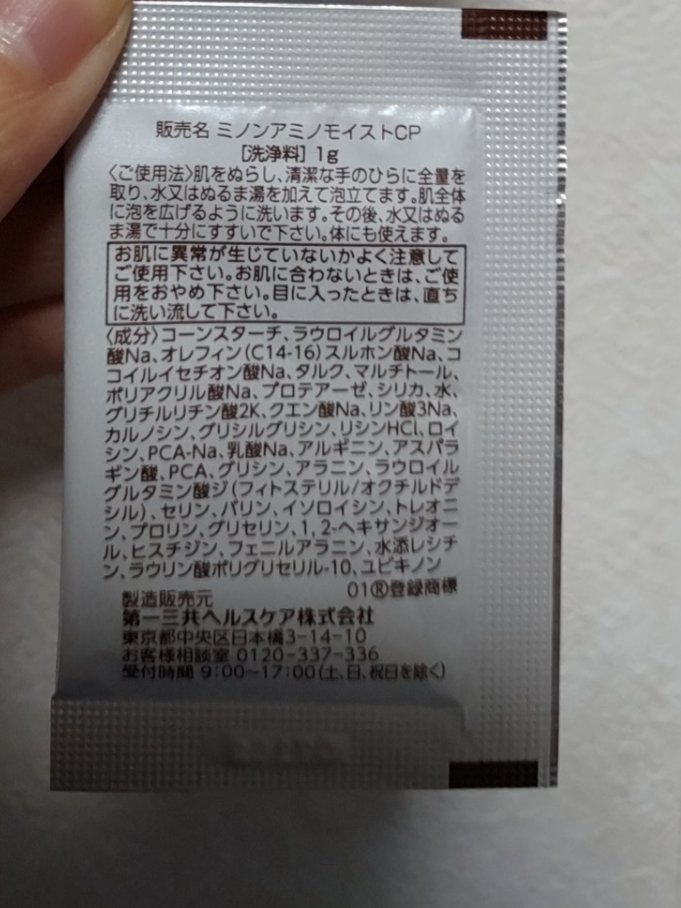 販売名 ミノンアミノモイストCP
[洗浄料] 1g
〈ご使用法〉肌をぬらし、清潔な手のひらに全量を
取り、水又はぬるま湯を加えて泡立てます。肌全体
に泡を広げるように洗います。その後、水又はぬる
ま湯で十分にすすいで下さい。体にも使えます。
お肌に異常が生じていないかよく注意して
ご使用下さい。お肌に合わないときは、ご使
用をおやめ下さい。目に入ったときは、直ち
に洗い流して下さい。
〈成分〉コーンスターチ、ラウロイルグルタミン
酸Na、オレフィン(C14-16)スルホン酸Na、コ
コイルイセチオン酸Na、タルク、マルチトール、
ポリアクリル酸Na、プロテアーゼ、シリカ、水、
グリチルリチン酸2K、クエン酸Na、リン酸3Na、
カルノシン、グリシルグリシン、リシンHCl、ロイ
シン、PCA-Na、乳酸Na、アルギニン、アスパラ
ギン酸、PCA、グリシン、アラニン、ラウロイル
グルタミン酸ジ(フィトステリル/オクチルドデ
シル)、セリン、バリン、イソロイシン、トレオニ
ン、プロリン、グリセリン、1,2-ヘキサンジオー
ル、ヒスチジン、フェニルアラニン、水添レシチ
ン、ラウリン酸ポリグリセリル-10、ユビキノン
01®登録商標
製造販売元
第一三共ヘルスケア株式会社
東京都中央区日本橋3-14-10
お客様相談室 0120-337-336
受付時間 9:00~17:00(土、日、祝日を除く)